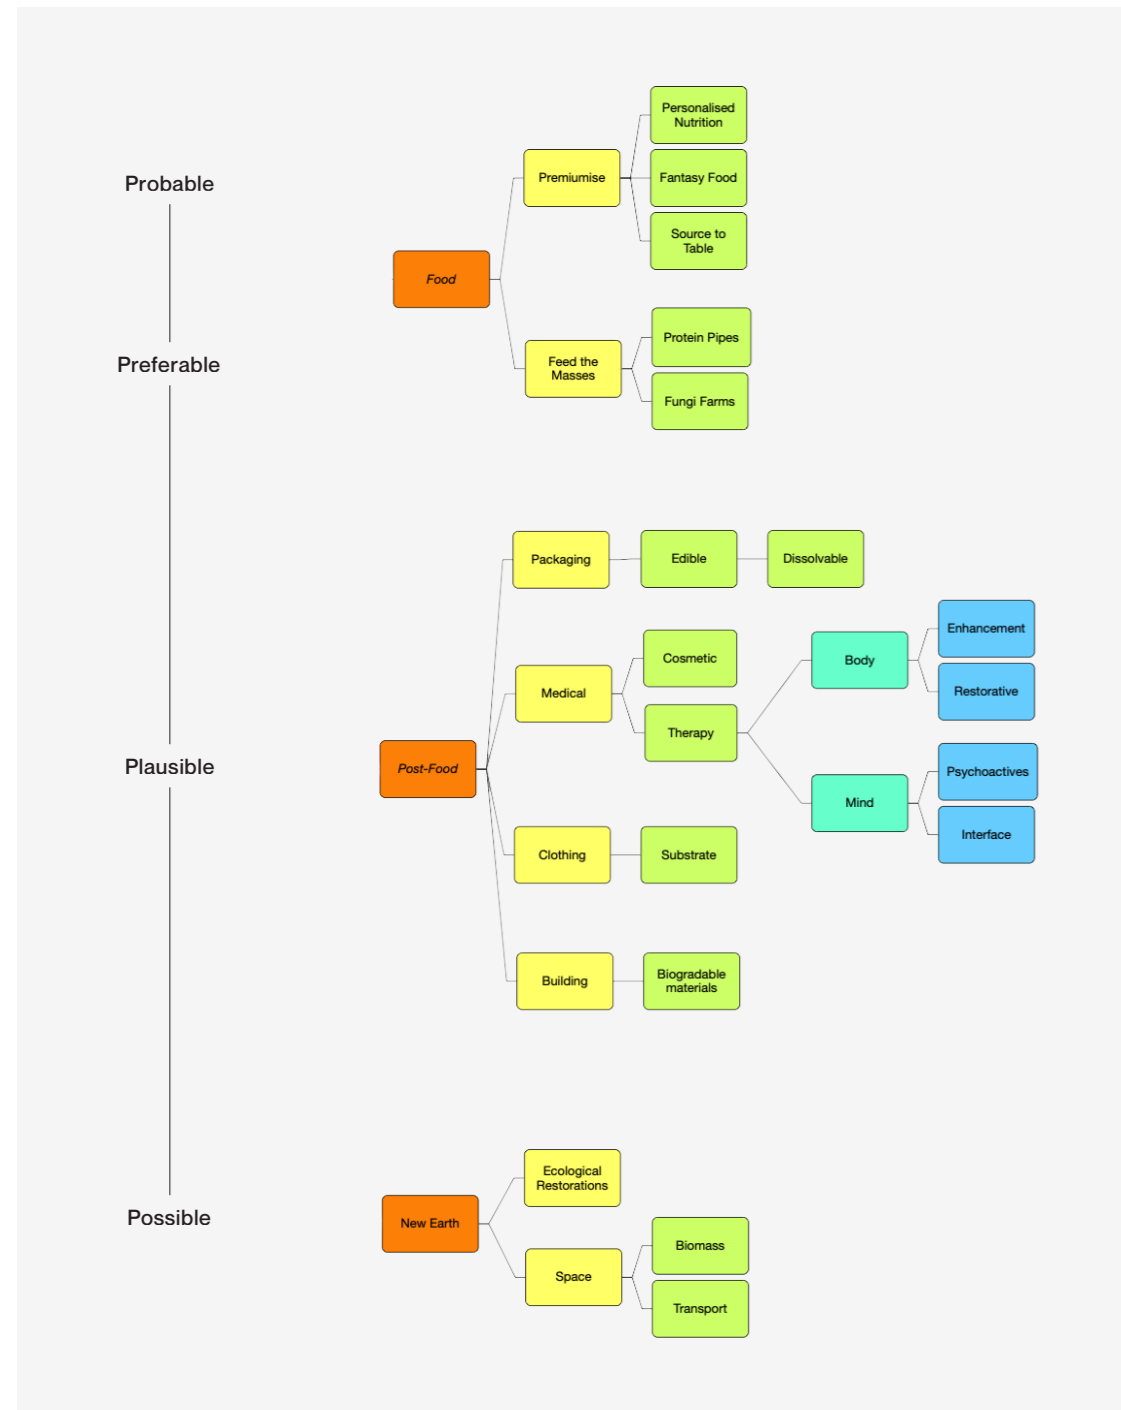 Probable
Preferable
Plausible
Possible
Food
Premiumise
Personalised
Nutrition
Fantasy Food
Source to
Table
Feed the
Masses
Protein Pipes
Fungi Farms
Post-Food
Packaging
Edible
Dissolvable
Medical
Cosmetic
Therapy
Body
Enhancement
Restorative
Mind
Psychoactives
Interface
Clothing
Substrate
Building
Biogradable
materials
New Earth
Ecological
Restorations
Space
Biomass
Transport